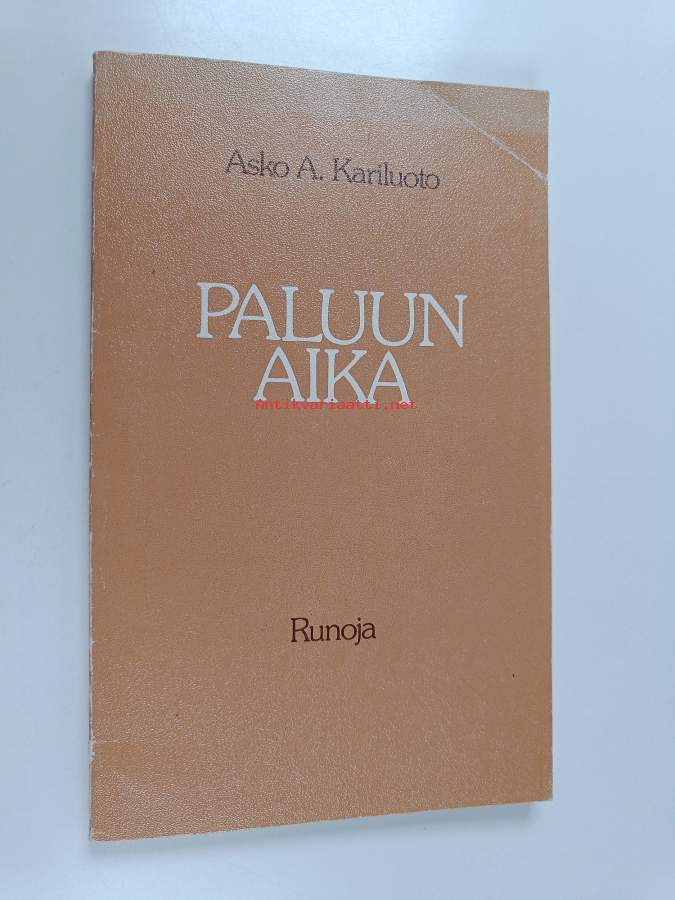 Asko A. Kariluoto
PALUUN
AIKA
Antikvariaatti.net
Runoja